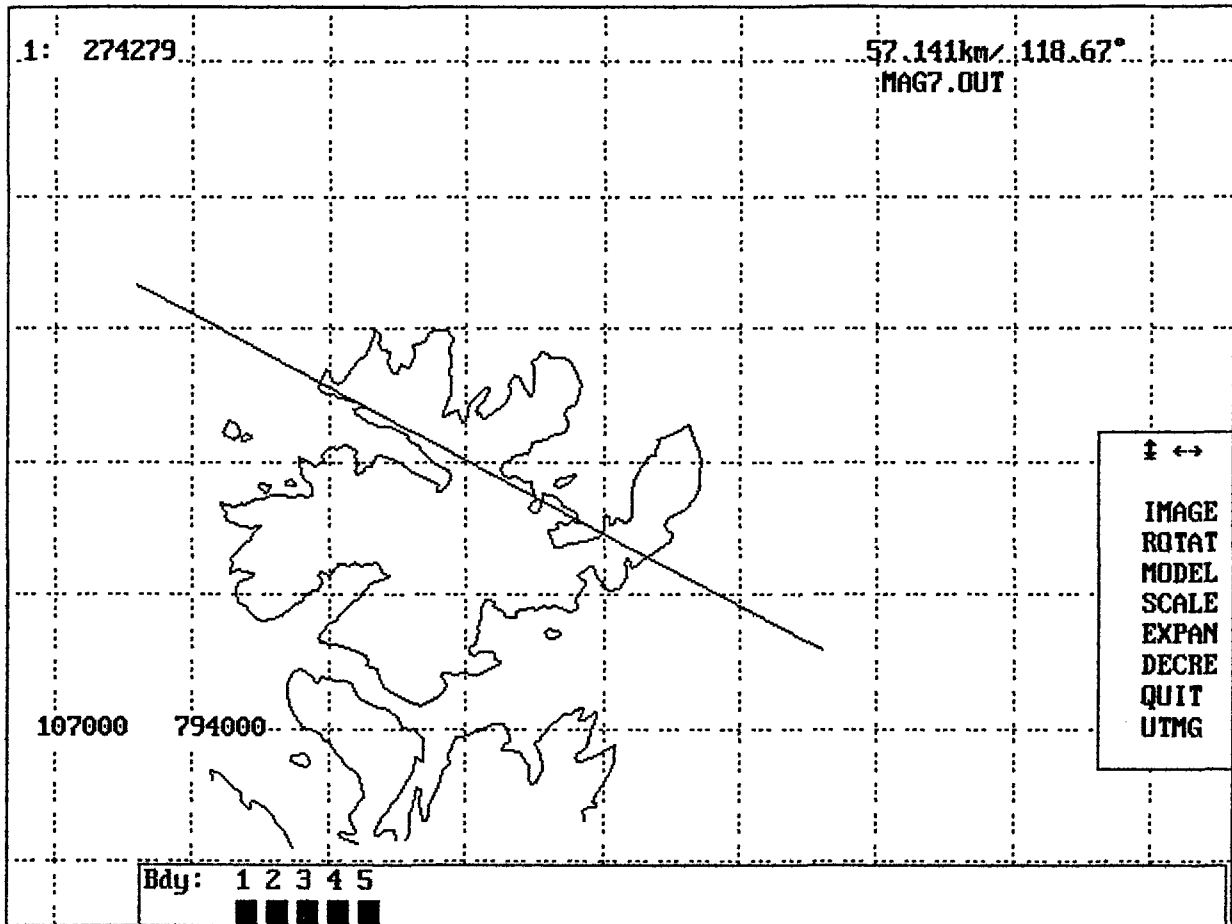 1: 274279
57.141km/ 118.67°
MAG7.OUT
IMAGE
ROTAT
MODEL
SCALE
EXPAN
DECRE
QUIT
UTMG
107000 794000
Bdy: 1 2 3 4 5